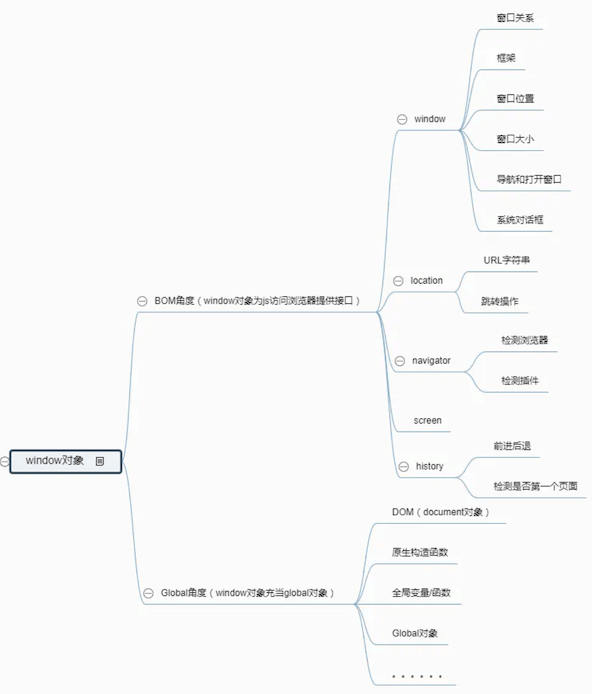 window对象
BOM角度（window对象为js访问浏览器提供接口）
window
窗口关系
框架
窗口位置
窗口大小
导航和打开窗口
系统对话框
location
URL字符串
跳转操作
navigator
检测浏览器
检测插件
screen
history
前进后退
检测是否第一个页面
Global角度（window对象充当global对象）
DOM（document对象）
原生构造函数
全局变量/函数
Global对象
。。。。。。